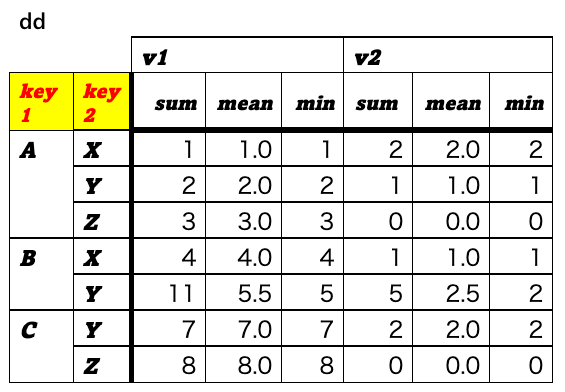 dd
v1 v2
key 1 key 2 sum mean min sum mean min
A X 1 1.0 1 2 2.0 2
Y 2 2.0 2 1 1.0 1
Z 3 3.0 3 0 0.0 0
B X 4 4.0 4 1 1.0 1
Y 11 5.5 5 5 2.5 2
C Y 7 7.0 7 2 2.0 2
Z 8 8.0 8 0 0.0 0